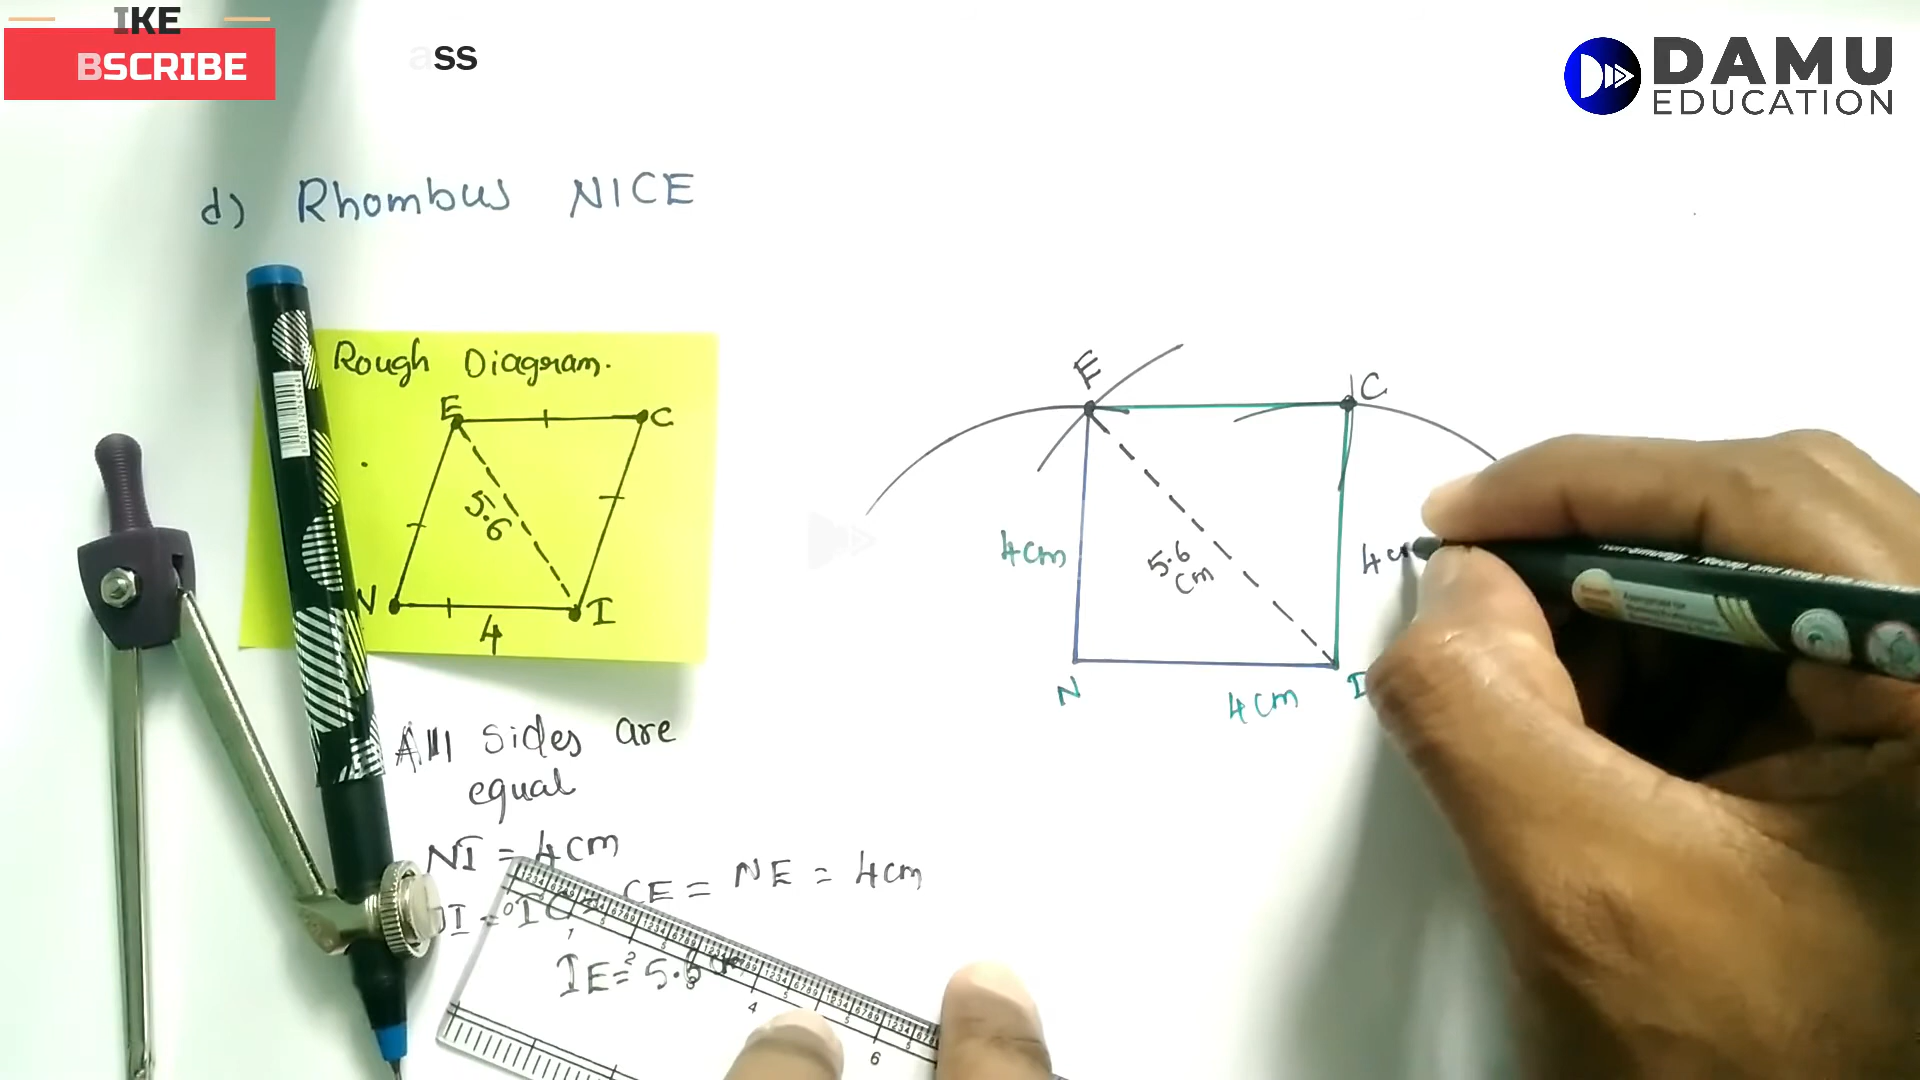 IKE
BSCRIBE
ass
DAMU
EDUCATION
d) Rhombus NICE
Rough Diagram.
E
C
5.6
N
I
4
E
C
4cm
5.6
cm
N
4cm
I
All sides are
equal
NI = 4cm
CE = NE = 4cm
IE = 5.6